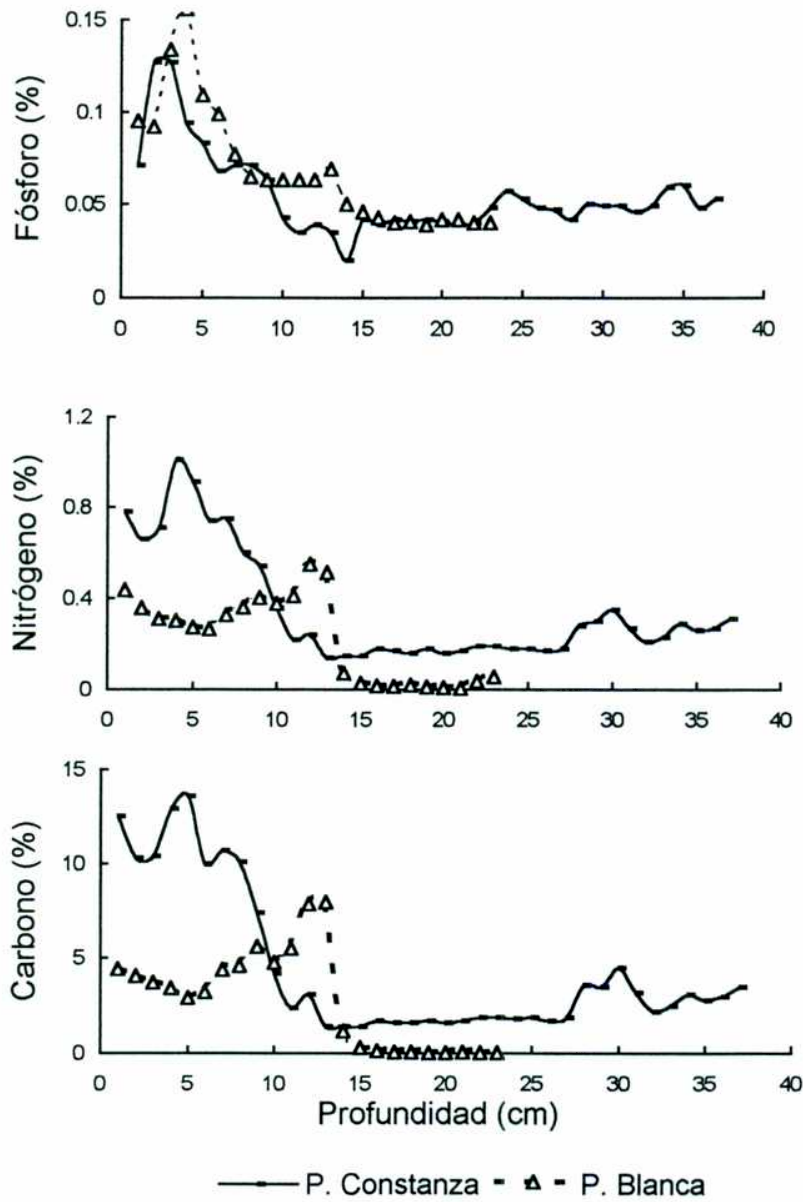 Fósforo (%)
0.15
0.1
0.05
0
0 5 10 15 20 25 30 35 40
Nitrógeno (%)
1.2
0.8
0.4
0
0 5 10 15 20 25 30 35 40
Carbono (%)
15
10
5
0
0 5 10 15 20 25 30 35 40
Profundidad (cm)
P. Constanza P. Blanca